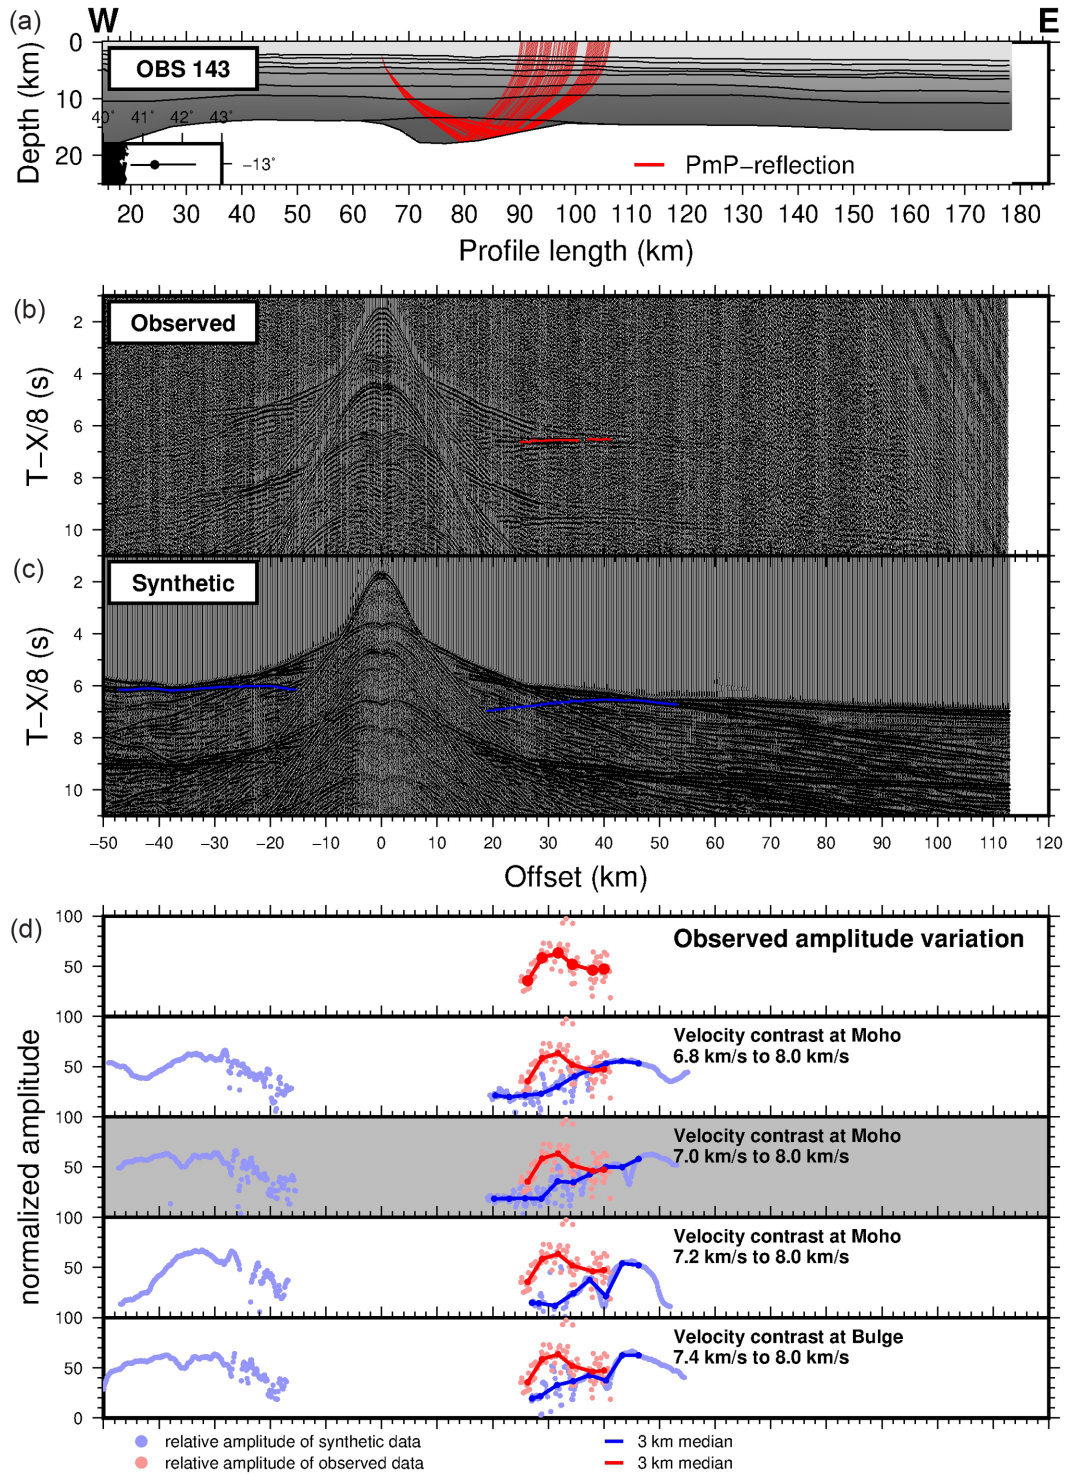 (a)
W
E
OBS 143
Depth (km)
0
10
20
40° 41° 42° 43°
−13°
PmP−reflection
20 30 40 50 60 70 80 90 100 110 120 130 140 150 160 170 180
Profile length (km)
(b)
Observed
T−X/8 (s)
2
4
6
8
10
(c)
Synthetic
T−X/8 (s)
2
4
6
8
10
−50 −40 −30 −20 −10 0 10 20 30 40 50 60 70 80 90 100 110 120
Offset (km)
(d)
normalized amplitude
100
50
Observed amplitude variation
100
50
Velocity contrast at Moho
6.8 km/s to 8.0 km/s
100
50
Velocity contrast at Moho
7.0 km/s to 8.0 km/s
100
50
Velocity contrast at Moho
7.2 km/s to 8.0 km/s
100
50
0
Velocity contrast at Bulge
7.4 km/s to 8.0 km/s
relative amplitude of synthetic data
3 km median
relative amplitude of observed data
3 km median